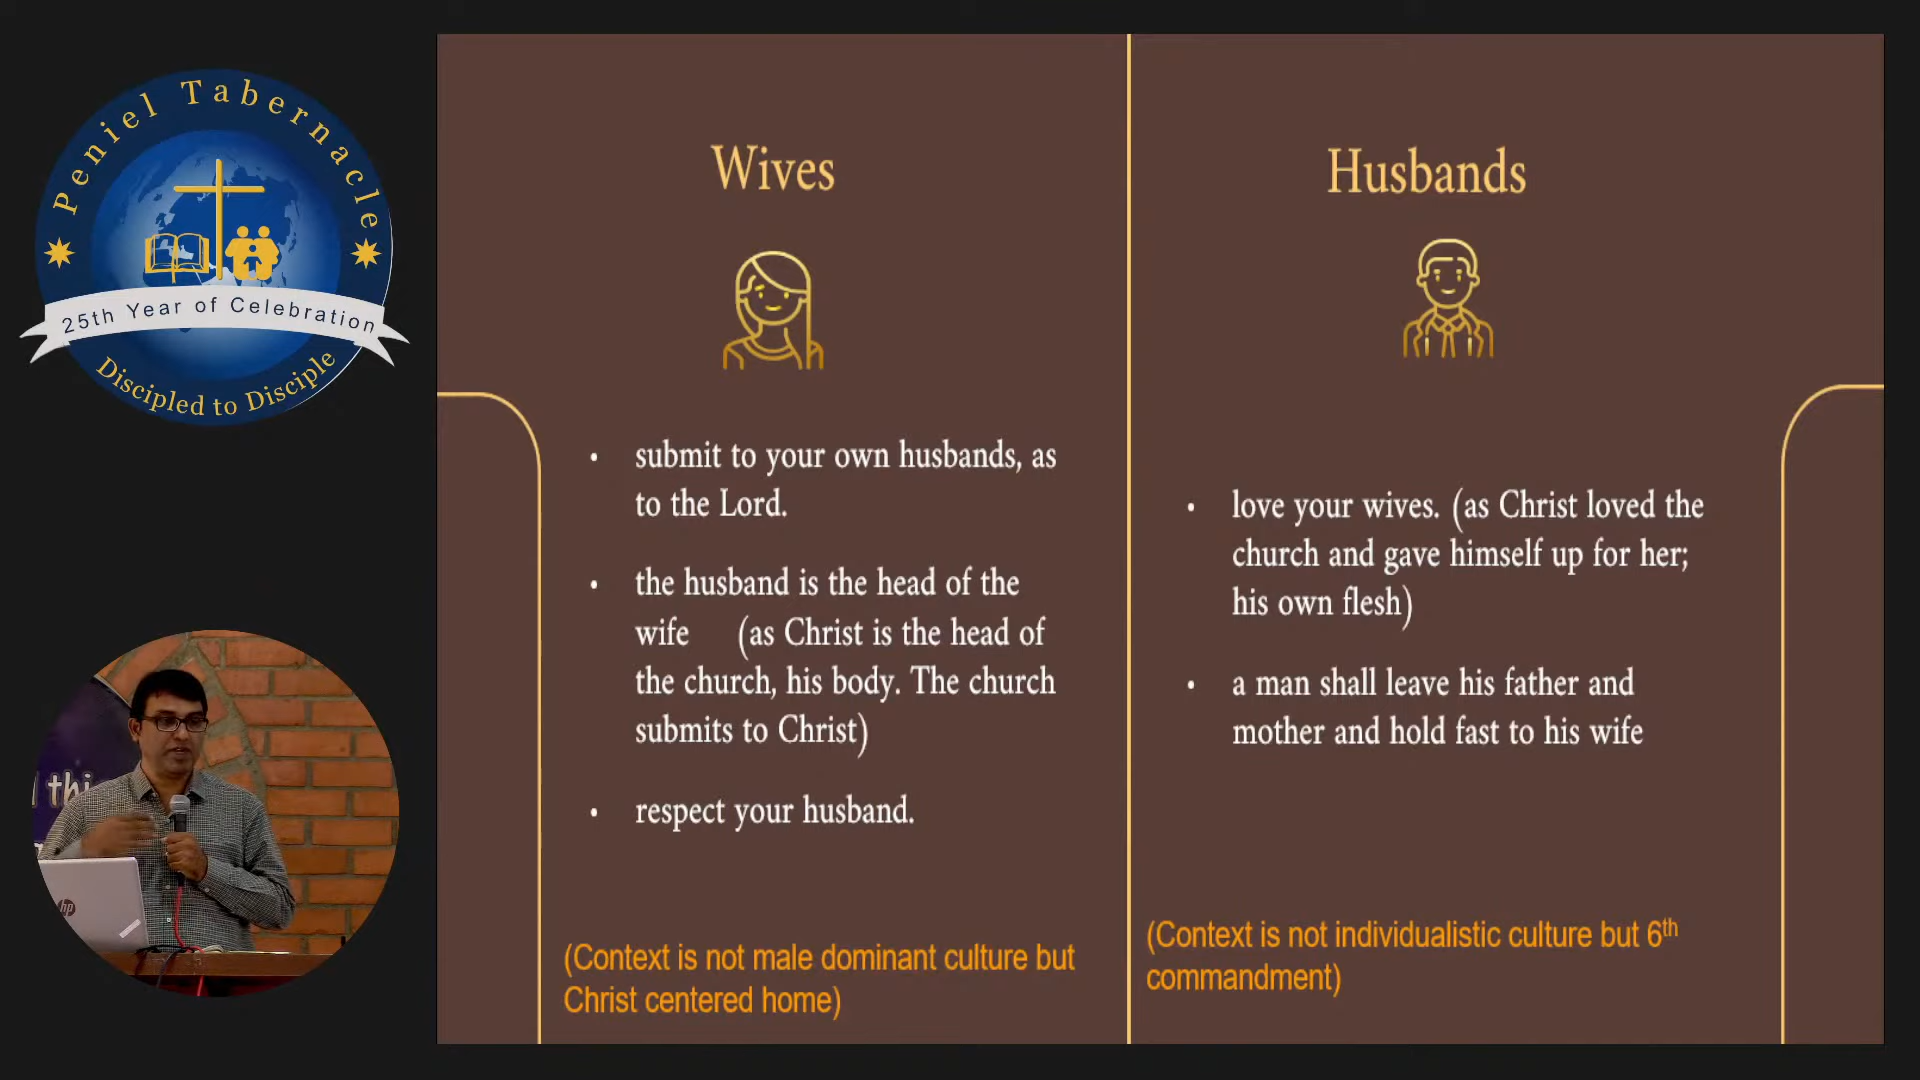 Peniel Tabernacle
25th Year of Celebration
Discipled to Disciple
Wives
• submit to your own husbands, as
to the Lord.
• the husband is the head of the
wife (as Christ is the head of
the church, his body. The church
submits to Christ)
• respect your husband.
(Context is not male dominant culture but
Christ centered home)
Husbands
• love your wives. (as Christ loved the
church and gave himself up for her;
his own flesh)
• a man shall leave his father and
mother and hold fast to his wife
(Context is not individualistic culture but 6th
commandment)
hp